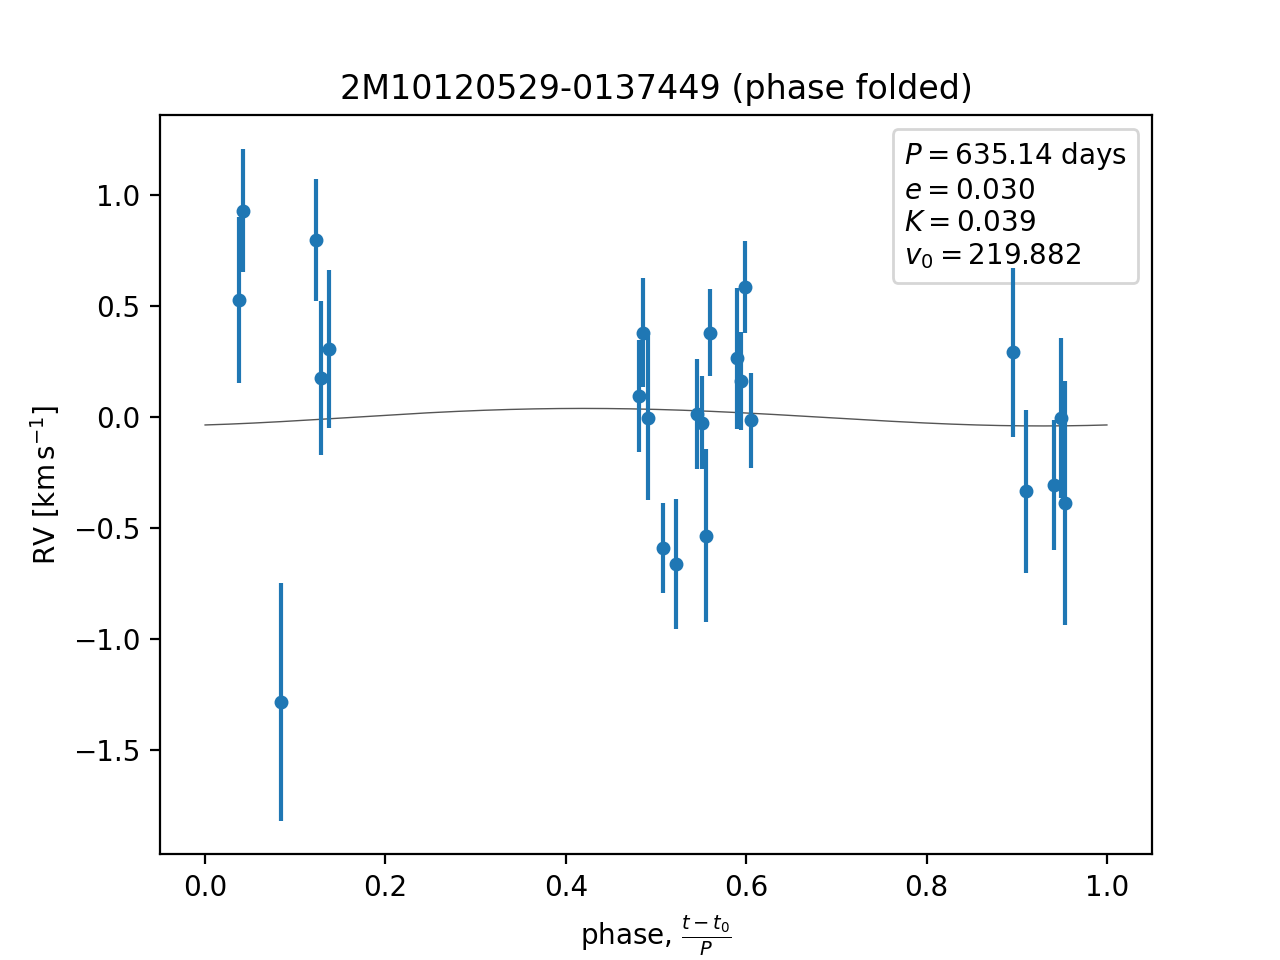 2M10120529-0137449 (phase folded)
P = 635.14 days
e = 0.030
K = 0.039
v₀ = 219.882
1.0
0.5
0.0
−0.5
−1.0
−1.5
RV [km s⁻¹]
0.0 0.2 0.4 0.6 0.8 1.0
phase, (t − t₀)/P